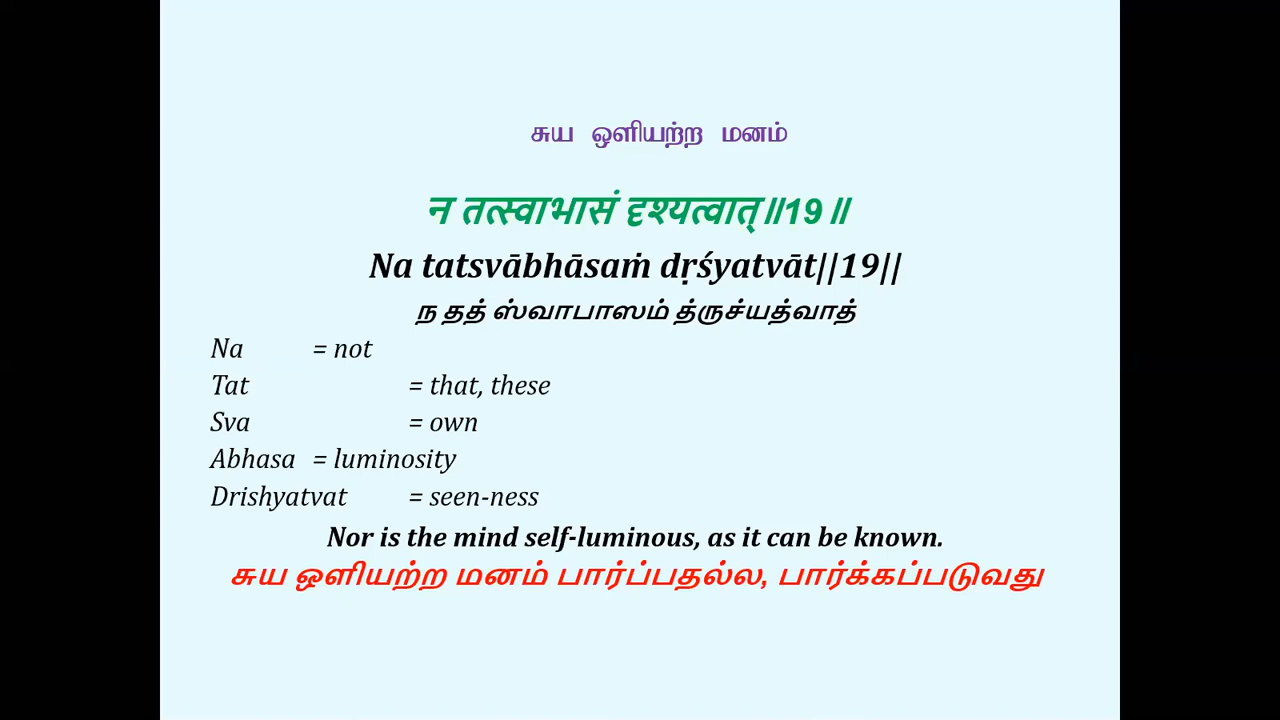 சுய ஒளியற்ற மனம்
न तत्स्वाभासं दृश्यत्वात्॥19॥
Na tatsvābhāsaṁ dṛśyatvāt||19||
ந தத் ஸ்வாபாஸம் த்ருச்யத்வாத்
Na = not
Tat = that, these
Sva = own
Abhasa = luminosity
Drishyatvat = seen-ness
Nor is the mind self-luminous, as it can be known.
சுய ஒளியற்ற மனம் பார்ப்பதல்ல, பார்க்கப்படுவது